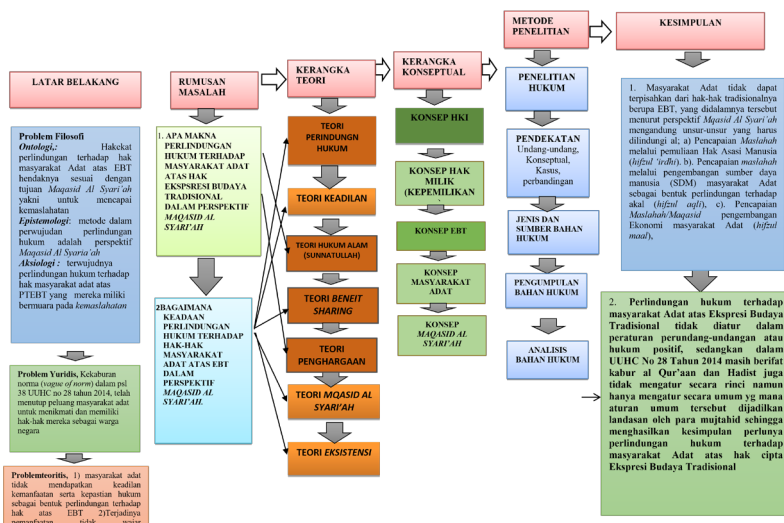 LATAR BELAKANG
Problem Filosofi
Ontologi,: Hakekat
perlindungan terhadap hak
masyarakat Adat atas EBT
hendaknya sesuai dengan
tujuan Maqasid Al Syari'ah
yakni untuk mencapai
kemaslahatan
Epistemologi: metode dalam
perwujudan perlindungan
hukum adalah perspektif
Maqasid Al Syaria'ah
Aksiologi : terwujudnya
perlindungan hukum terhadap
hak masyarakat adat atas
PTEBT yang mereka miliki
bermuara pada kemaslahatan
Problem Yuridis, Kekaburan
norma (vague of norm) dalam psl
38 UUHC no 28 tahun 2014, telah
menutup peluang masyarakat adat
untuk menikmati dan memiliki
hak-hak mereka sebagai warga
negara
Problemteoritis, 1) masyarakat adat
tidak mendapatkan keadilan
kemanfaatan serta kepastian hukum
sebagai bentuk perlindungan terhadap
hak atas EBT 2)Terjadinya
pemanfaatan tidak wajar
RUMUSAN
MASALAH
1. APA MAKNA
PERLINDUNGAN
HUKUM TERHADAP
MASYARAKAT ADAT
ATAS HAK
EKSPSRESI BUDAYA
TRADISIONAL
DALAM PERSPEKTIF
MAQASID AL
SYARI'AH
2BAGAIMANA
KEADAAN
PERLINDUNGAN
HUKUM TERHADAP
HAK-HAK
MASYARAKAT
ADAT ATAS EBT
DALAM
PERSPEKTIF
MAQASID AL
SYARI'AH.
KERANGKA
TEORI
TEORI
PERINDUNGN
HUKUM
TEORI KEADILAN
TEORI HUKUM ALAM
(SUNNATULLAH)
TEORI BENEIT
SHARING
TEORI
PENGHARGAAN
TEORI MQASID AL
SYARI'AH
TEORI EKSISTENSI
KERANGKA
KONSEPTUAL
KONSEP HKI
KONSEP HAK
MILIK
(KEPEMILIKAN
KONSEP EBT
KONSEP
MASYARAKAT
ADAT
KONSEP
MAQASID AL
SYARI'AH
METODE
PENELITIAN
PENELITIAN
HUKUM
PENDEKATAN
Undang-undang,
Konseptual,
Kasus,
perbandingan
JENIS DAN
SUMBER BAHAN
HUKUM
PENGUMPULAN
BAHAN HUKUM
ANALISIS
BAHAN HUKUM
KESIMPULAN
1. Masyarakat Adat tidak dapat
terpisahkan dari hak-hak tradisionalnya
berupa EBT, yang didalamnya tersebut
menurut perspektif Mqasid Al Syari'ah
mengandung unsur-unsur yang harus
dilindungi al; a) Pencapaian Maslahah
melalui pemuliaan Hak Asasi Manusia
(hifzul 'irdhi) b). Pencapaian maslahah
melalui pengembangan sumber daya
manusia (SDM) masyarakat Adat
sebagai bentuk perlindungan terhadap
akal (hifzul aqli), c). Pencapaian
Maslahah/Maqasid pengembangan
Ekonomi masyarakat Adat (hifzul
maal),
2. Perlindungan hukum terhadap
masyarakat Adat atas Ekspresi Budaya
Tradisional tidak diatur dalam
peraturan perundang-undangan atau
hukum positif, sedangkan dalam
UUHC No 28 Tahun 2014 masih berifat
kabur al Qur'aan dan Hadist juga
tidak mengatur secara rinci namun
hanya mengatur secara umum yg mana
aturan umum tersebut dijadilkan
landasan oleh para mujtahid sehingga
menghasilkan kesimpulan perlunya
perlindungan hukum terhadap
masyarakat Adat atas hak cipta
Ekspresi Budaya Tradisional